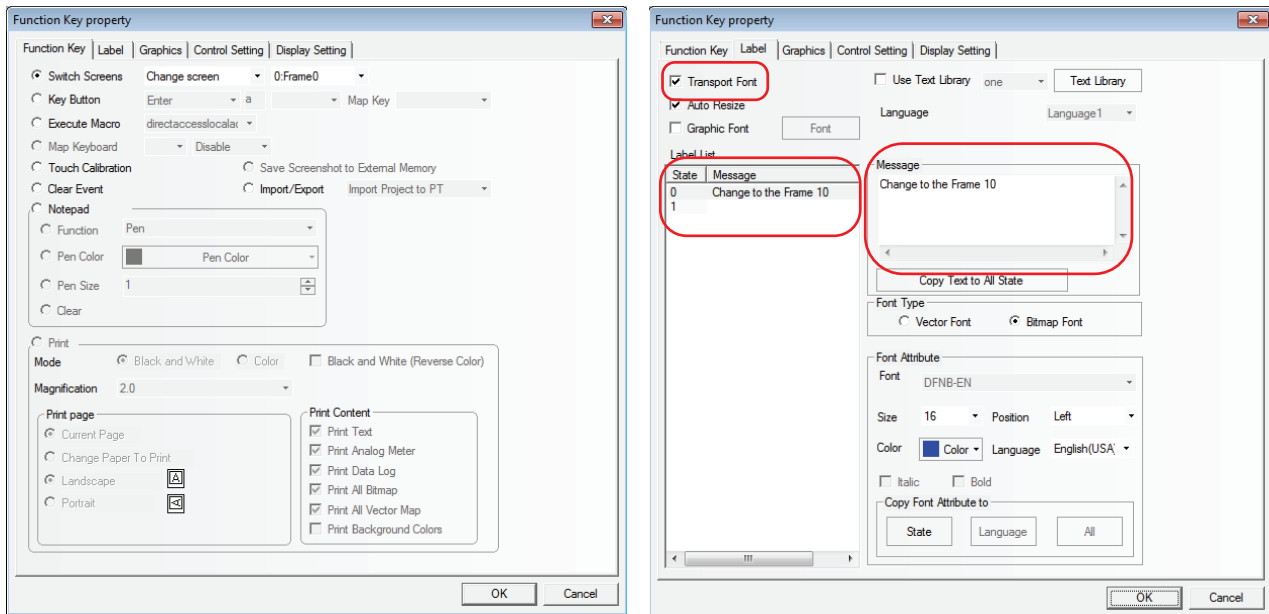 Function Key property
Function Key Label Graphics Control Setting Display Setting
Switch Screens Change screen 0:Frame0
Key Button Enter a Map Key
Execute Macro directaccesslocalac
Map Keyboard Disable
Touch Calibration Save Screenshot to External Memory
Clear Event Import/Export Import Project to PT
Notepad
Function Pen
Pen Color Pen Color
Pen Size 1
Clear
Print
Mode Black and White Color Black and White (Reverse Color)
Magnification 2.0
Print page
Current Page
Change Paper To Print
Landscape A
Portrait A
Print Content
Print Text
Print Analog Meter
Print Data Log
Print All Bitmap
Print All Vector Map
Print Background Colors
OK Cancel
Function Key property
Function Key Label Graphics Control Setting Display Setting
Transport Font
Auto Resize
Graphic Font Font
Use Text Library one Text Library
Language Language1
Label List
State Message
0 Change to the Frame 10
1
Message
Change to the Frame 10
Copy Text to All State
Font Type
Vector Font Bitmap Font
Font Attribute
Font DFNB-EN
Size 16 Position Left
Color Color Language English(USA)
Italic Bold
Copy Font Attribute to
State Language All
OK Cancel